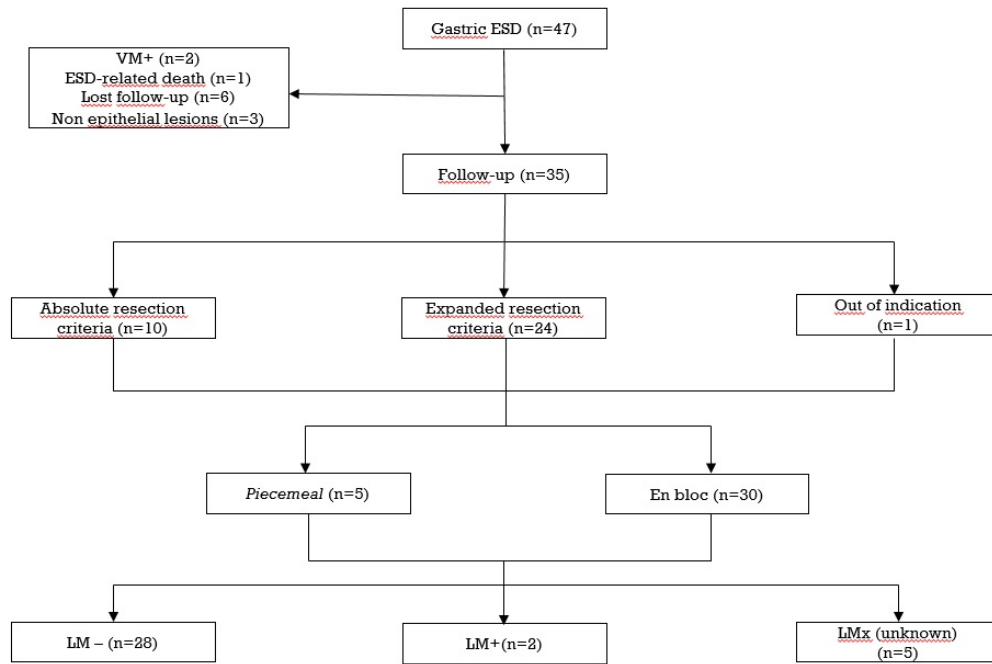 Gastric ESD (n=47)
VM+ (n=2)
ESD-related death (n=1)
Lost follow-up (n=6)
Non epithelial lesions (n=3)
Follow-up (n=35)
Absolute resection
criteria (n=10)
Expanded resection
criteria (n=24)
Out of indication
(n=1)
Piecemeal (n=5)
En bloc (n=30)
LM – (n=28)
LM+(n=2)
LMx (unknown)
(n=5)